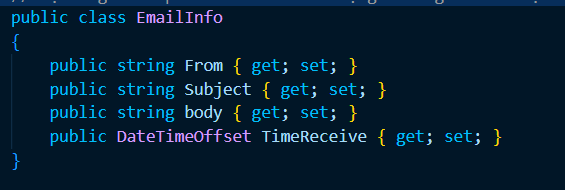 public class EmailInfo
{
public string From { get; set; }
public string Subject { get; set; }
public string body { get; set; }
public DateTimeOffset TimeReceive { get; set; }
}